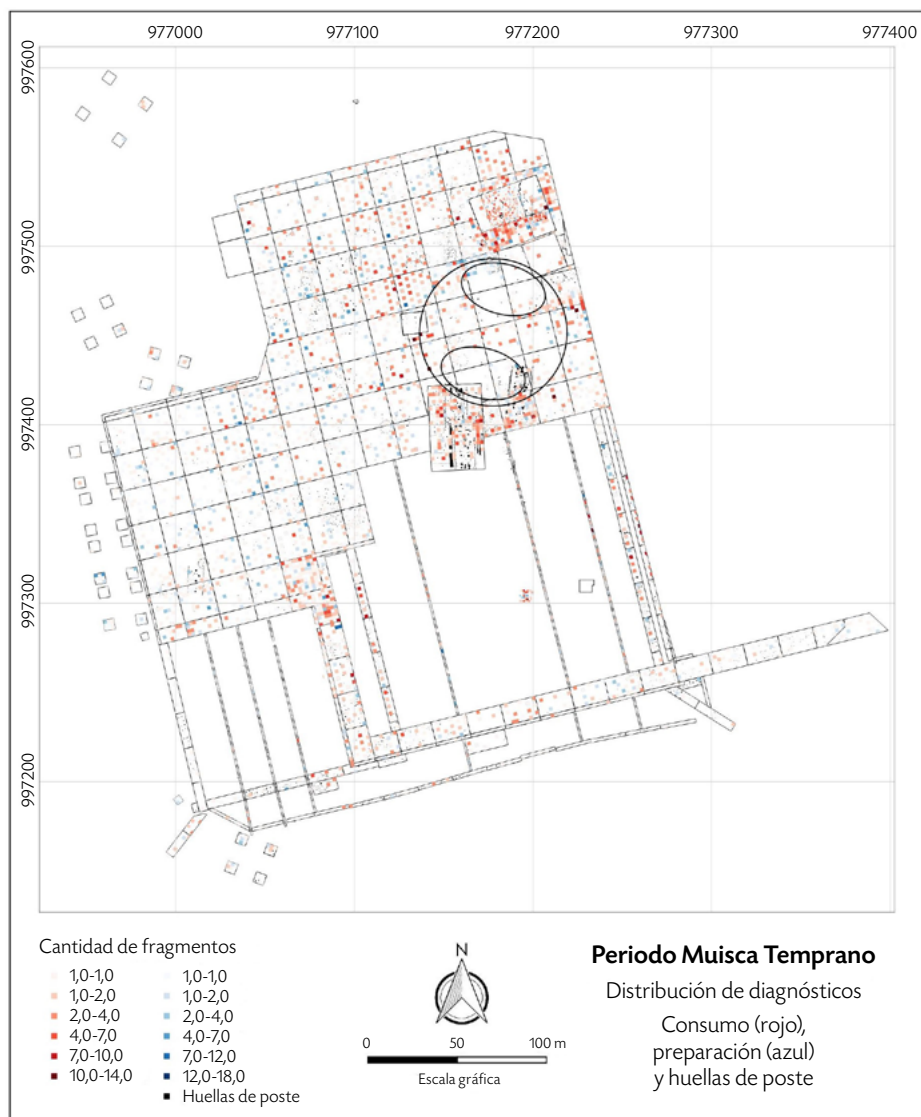 977000 977100 977200 977300 977400
997600
997500
997400
997300
997200
Cantidad de fragmentos
1,0-1,0 1,0-1,0
1,0-2,0 1,0-2,0
2,0-4,0 2,0-4,0
4,0-7,0 4,0-7,0
7,0-10,0 7,0-12,0
10,0-14,0 12,0-18,0
Huellas de poste
N
0 50 100 m
Escala gráfica
Periodo Muisca Temprano
Distribución de diagnósticos
Consumo (rojo),
preparación (azul)
y huellas de poste